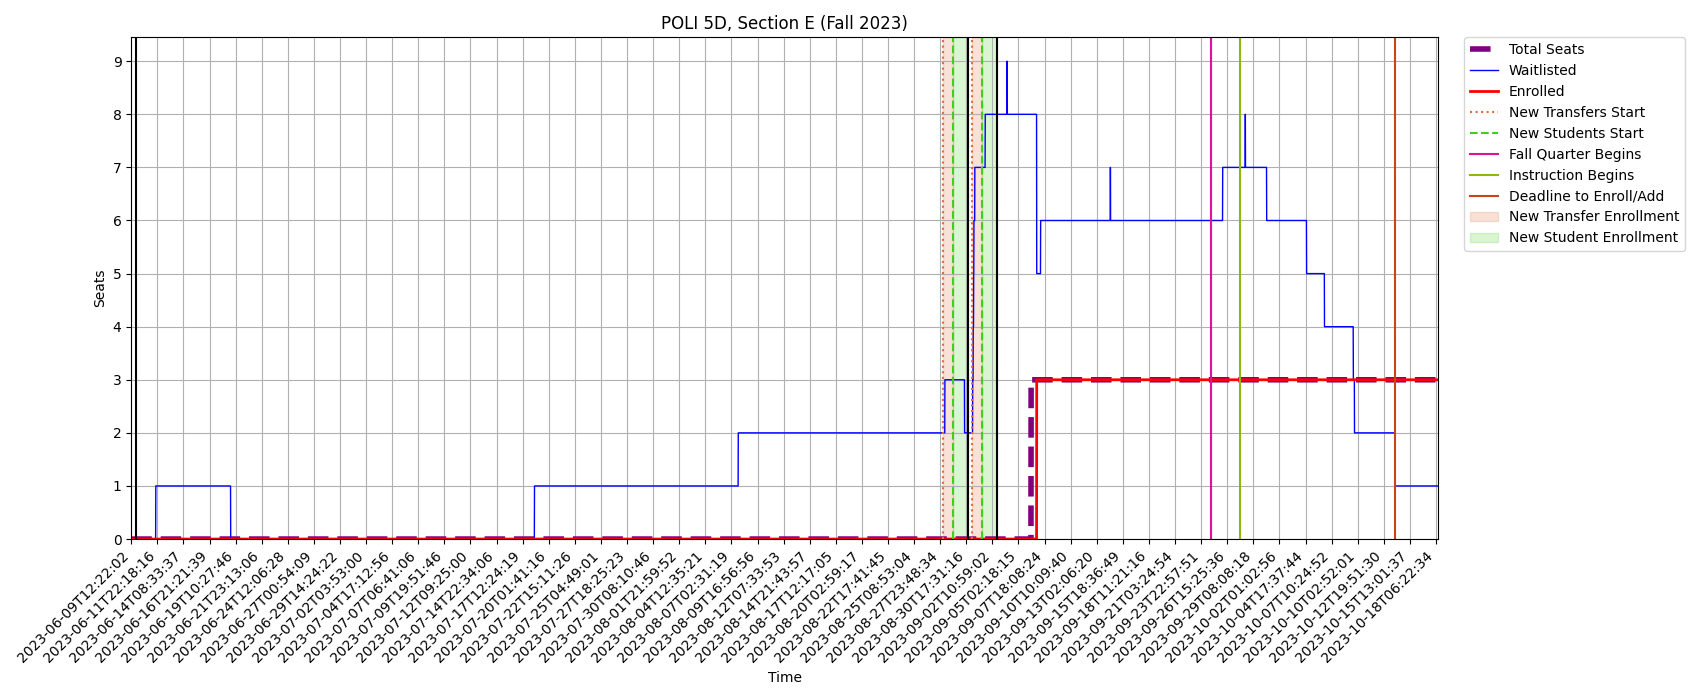 POLI 5D, Section E (Fall 2023)
Seats
9
8
7
6
5
4
3
2
1
0
2023-06-09T12:22:02
2023-06-11T22:18:16
2023-06-14T08:33:37
2023-06-16T21:21:39
2023-06-19T10:27:46
2023-06-21T23:13:06
2023-06-24T12:06:28
2023-06-27T00:54:09
2023-06-29T14:24:22
2023-07-02T03:53:00
2023-07-04T17:12:56
2023-07-07T06:41:06
2023-07-09T19:51:46
2023-07-12T09:25:00
2023-07-14T22:34:06
2023-07-17T12:24:19
2023-07-20T01:41:16
2023-07-22T15:11:26
2023-07-25T04:49:01
2023-07-27T18:25:23
2023-07-30T08:10:46
2023-08-01T21:59:52
2023-08-04T12:35:21
2023-08-07T02:31:19
2023-08-09T16:56:56
2023-08-12T07:33:53
2023-08-14T21:43:57
2023-08-17T12:17:05
2023-08-20T02:59:17
2023-08-22T17:41:45
2023-08-25T08:53:04
2023-08-27T23:48:34
2023-08-30T17:31:16
2023-09-02T10:59:02
2023-09-05T02:18:15
2023-09-07T18:08:24
2023-09-10T10:09:40
2023-09-13T02:06:20
2023-09-15T18:36:49
2023-09-18T11:21:16
2023-09-21T03:24:54
2023-09-23T22:57:51
2023-09-26T15:25:36
2023-09-29T08:08:18
2023-10-02T01:02:56
2023-10-04T17:37:44
2023-10-07T10:24:52
2023-10-10T02:52:01
2023-10-12T19:51:30
2023-10-15T13:01:37
2023-10-18T06:22:34
Time
Total Seats
Waitlisted
Enrolled
New Transfers Start
New Students Start
Fall Quarter Begins
Instruction Begins
Deadline to Enroll/Add
New Transfer Enrollment
New Student Enrollment